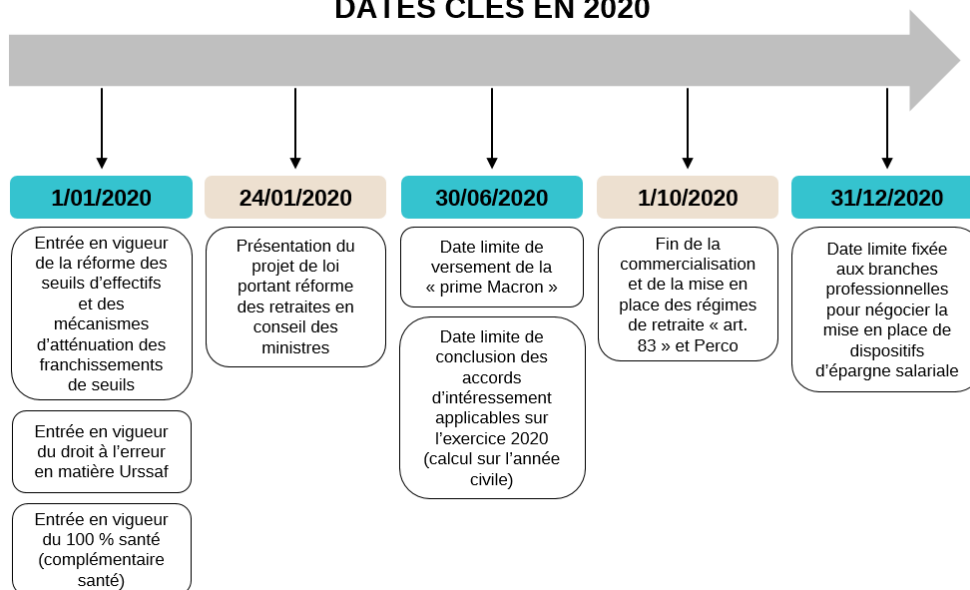 DATES CLÉS EN 2020
1/01/2020
Entrée en vigueur
de la réforme des
seuils d’effectifs
et des
mécanismes
d’atténuation des
franchissements
de seuils
Entrée en vigueur
du droit à l’erreur
en matière Urssaf
Entrée en vigueur
du 100 % santé
(complémentaire
santé)
24/01/2020
Présentation du
projet de loi
portant réforme
des retraites en
conseil des
ministres
30/06/2020
Date limite de
versement de la
« prime Macron »
Date limite de
conclusion des
accords
d’intéressement
applicables sur
l’exercice 2020
(calcul sur l’année
civile)
1/10/2020
Fin de la
commercialisation
et de la mise en
place des régimes
de retraite « art.
83 » et Perco
31/12/2020
Date limite fixée
aux branches
professionnelles
pour négocier la
mise en place de
dispositifs
d’épargne salariale